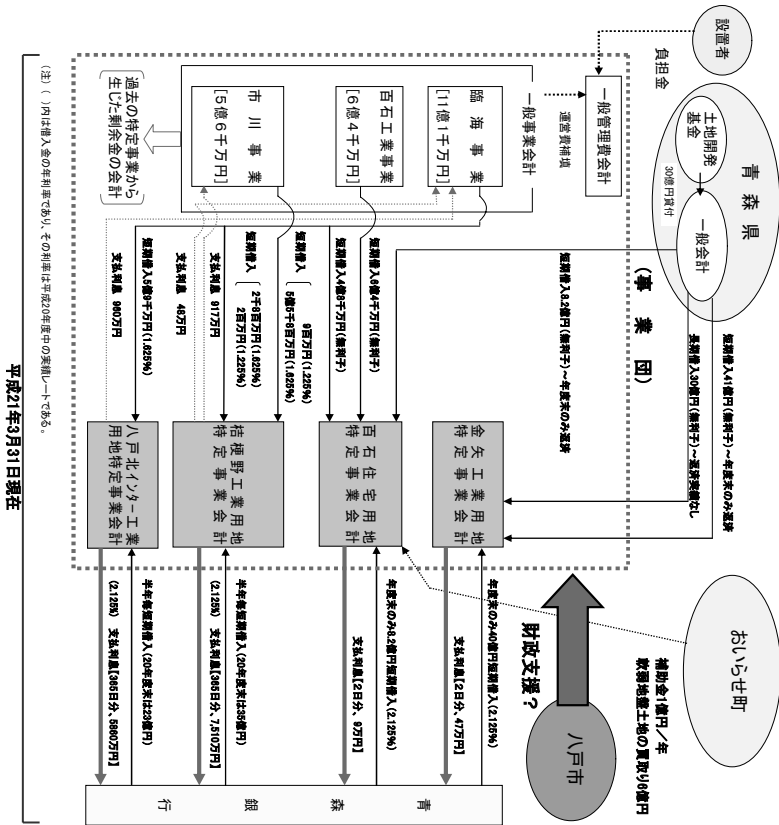 設置者
負担金
青森県
土地開発
基金
30億円貸付
一般会計
(事業団)
一般管理費会計
運営費補填
一般事業会計
臨海事業
[11億1千万円]
百石工業事業
[6億4千万円]
市川事業
[5億6千万円]
過去の特定事業から
生じた剰余金の会計
短期借入41億円(無利子)～年度末のみ返済
長期借入30億円(無利子)～返済実績なし
短期借入8.2億円(無利子)～年度末のみ返済
短期借入6億4千万円(無利子)
短期借入4億8千万円(無利子)
短期借入
9百万円(1.225%)
5億5千8百万円(1.625%)
短期借入
2千8百万円(1.625%)
2百万円(1.225%)
支払利息 917万円
支払利息 48万円
短期借入5億9千万円(1.625%)
支払利息 960万円
金矢工業用地
特定事業会計
百石住宅用地
特定事業会計
桔梗野工業用地
特定事業会計
八戸北インター工業
用地特定事業会計
おいらせ町
補助金1億円／年
軟弱地盤土地の買取り6億円
八戸市
財政支援？
年度末のみ40億円短期借入(2.125%)
支払利息[2日分、47万円]
年度末のみ8.2億円短期借入(2.125%)
支払利息[2日分、9万円]
半年毎短期借入(20年度末は35億円)
(2.125%) 支払利息[365日分、7,510万円]
半年毎短期借入(20年度末は23億円)
(2.125%) 支払利息[365日分、5860万円]
青森銀行
(注) ( )内は借入金の年利率であり、その利率は平成20年度中の実績レートである。
平成21年3月31日現在